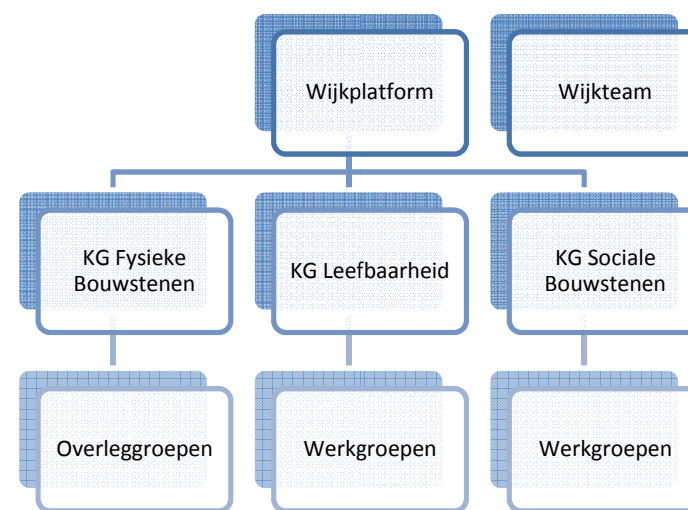 Wijkplatform
Wijkteam
KG Fysieke
Bouwstenen
KG Leefbaarheid
KG Sociale
Bouwstenen
Overleggroepen
Werkgroepen
Werkgroepen